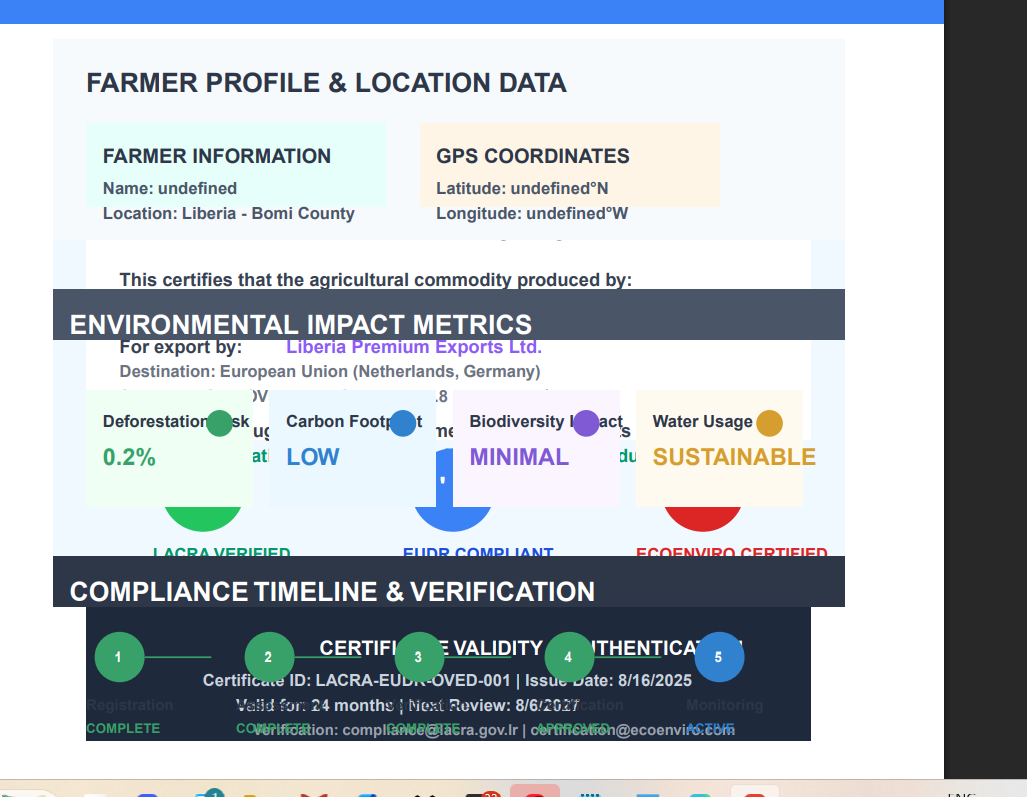 FARMER PROFILE & LOCATION DATA
FARMER INFORMATION
Name: undefined
Location: Liberia - Bomi County
GPS COORDINATES
Latitude: undefined°N
Longitude: undefined°W
This certifies that the agricultural commodity produced by:
ENVIRONMENTAL IMPACT METRICS
For export by: Liberia Premium Exports Ltd.
Destination: European Union (Netherlands, Germany)
Deforestation
0.2%
Carbon Footprint
LOW
Biodiversity Impact
MINIMAL
Water Usage
SUSTAINABLE
LACRA VERIFIED
EUDR COMPLIANT
ECOENVIRO CERTIFIED
COMPLIANCE TIMELINE & VERIFICATION
1
2
3
4
5
VALIDITY
Certificate ID: LACRA-EUDR-OVED-001 | Issue Date: 8/16/2025
Valid for: 24 months | Next Review: 8/6/2027
Verification: compliance@lacra.gov.lr | certification@ecoenviro.com
Registration
COMPLETE
COMPLETE
COMPLETE
APPROVED
Monitoring
ACTIVE
ENG